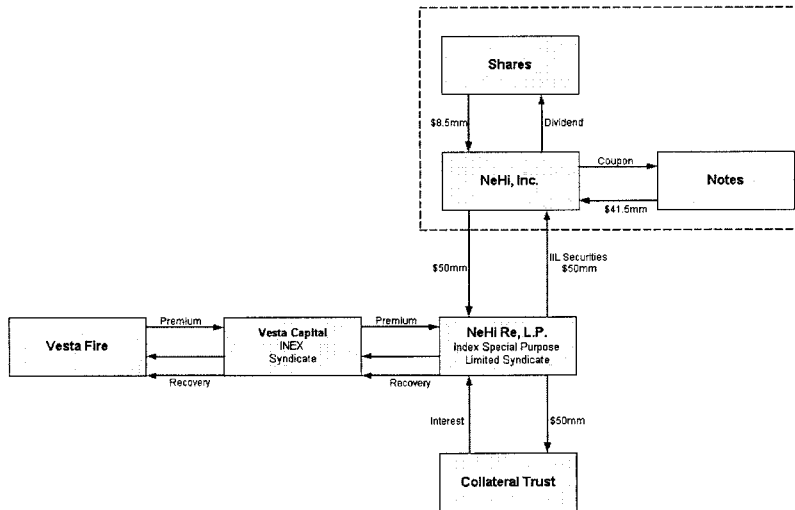 Shares
$8.5mm
Dividend
NeHi, Inc.
Coupon
$41.5mm
Notes
$50mm
IIL Securities
$50mm
Vesta Fire
Premium
Recovery
Vesta Capital
INEX
Syndicate
Premium
Recovery
NeHi Re, L.P.
Index Special Purpose
Limited Syndicate
Interest
$50mm
Collateral Trust